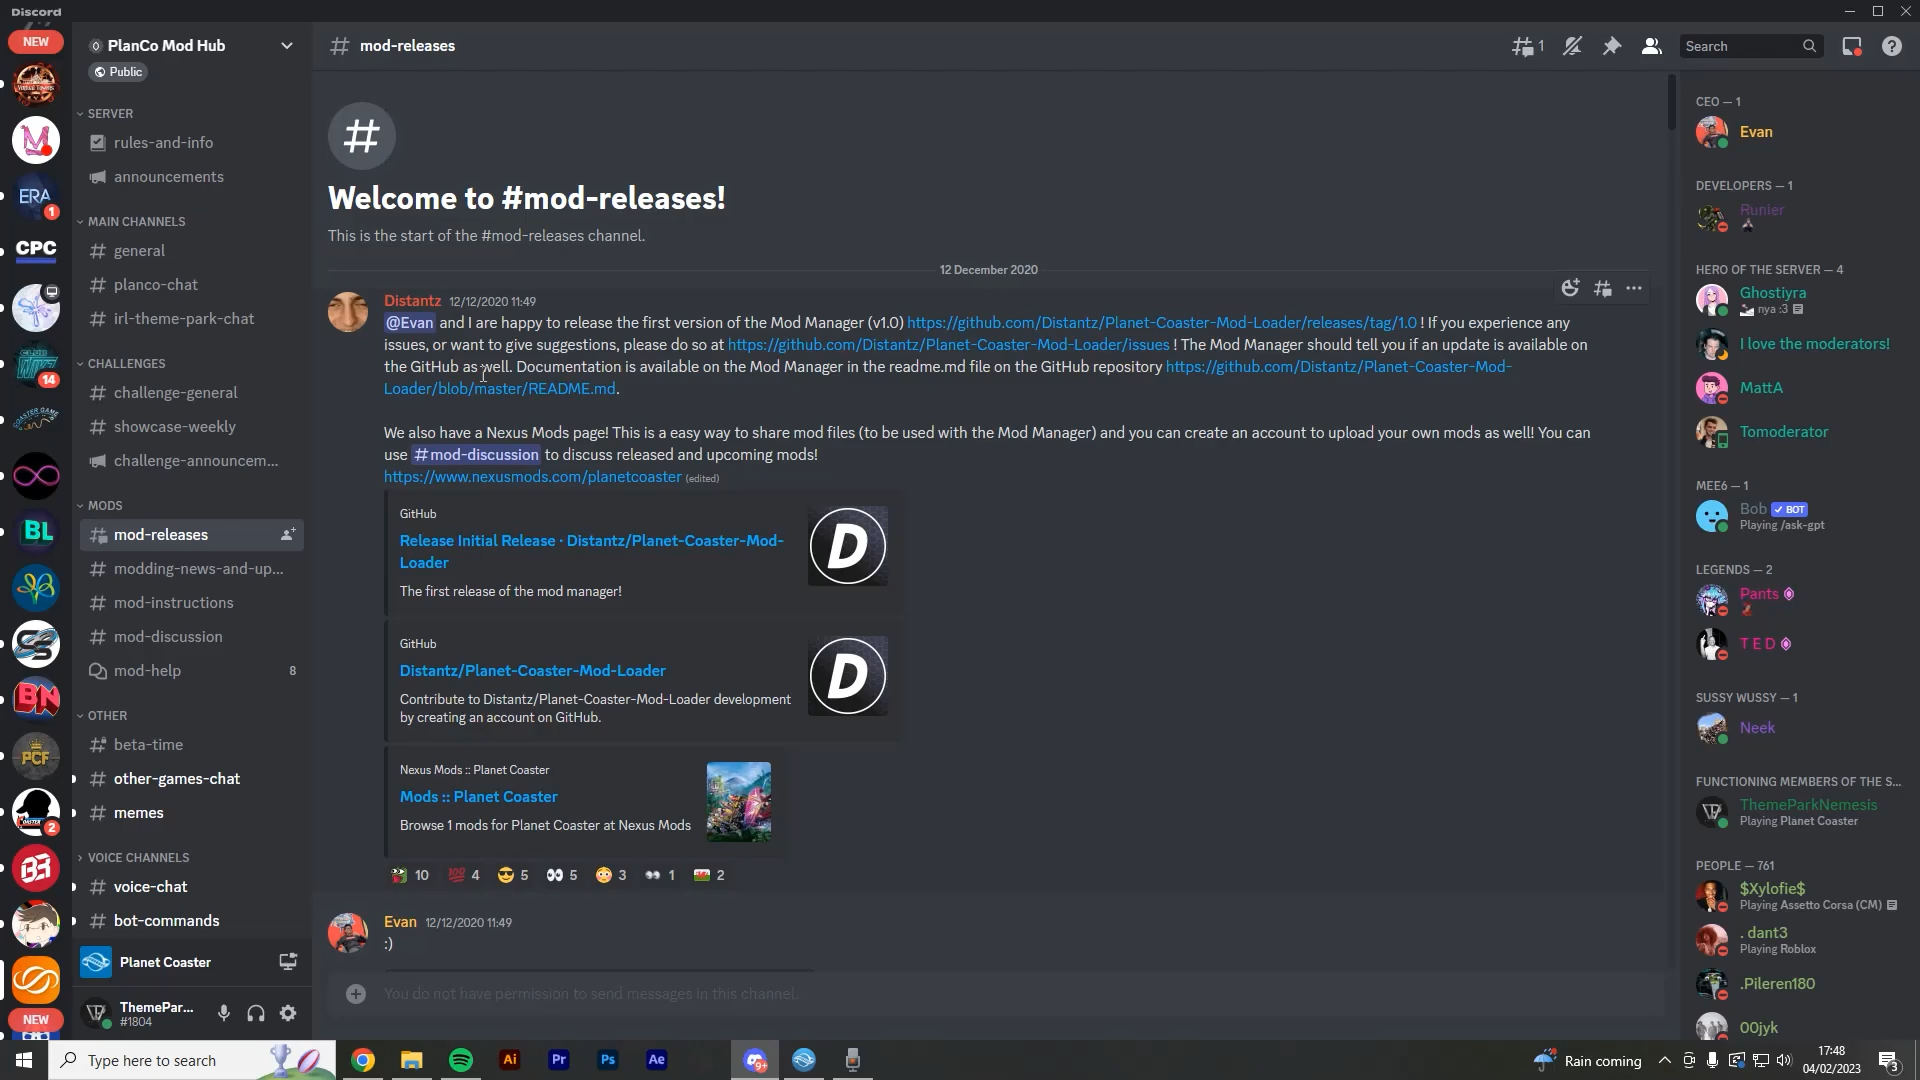 Discord
NEW
PlanCo Mod Hub
Public
SERVER
rules-and-info
announcements
MAIN CHANNELS
general
planco-chat
irl-theme-park-chat
CHALLENGES
challenge-general
showcase-weekly
challenge-announcem...
MODS
mod-releases
modding-news-and-up...
mod-instructions
mod-discussion
mod-help
8
OTHER
beta-time
other-games-chat
memes
VOICE CHANNELS
voice-chat
bot-commands
Planet Coaster
ThemePar...
#1804
ERA
1
CPC
14
BL
BN
PCF
2
NEW
mod-releases
1
Search
Welcome to #mod-releases!
This is the start of the #mod-releases channel.
12 December 2020
Distantz 12/12/2020 11:49
@Evan and I are happy to release the first version of the Mod Manager (v1.0) https://github.com/Distantz/Planet-Coaster-Mod-Loader/releases/tag/1.0 ! If you experience any
issues, or want to give suggestions, please do so at https://github.com/Distantz/Planet-Coaster-Mod-Loader/issues ! The Mod Manager should tell you if an update is available on
the GitHub as well. Documentation is available on the Mod Manager in the readme.md file on the GitHub repository https://github.com/Distantz/Planet-Coaster-Mod-
Loader/blob/master/README.md.
We also have a Nexus Mods page! This is a easy way to share mod files (to be used with the Mod Manager) and you can create an account to upload your own mods as well! You can
use #mod-discussion to discuss released and upcoming mods!
https://www.nexusmods.com/planetcoaster (edited)
GitHub
Release Initial Release · Distantz/Planet-Coaster-Mod-
Loader
The first release of the mod manager!
D
GitHub
Distantz/Planet-Coaster-Mod-Loader
Contribute to Distantz/Planet-Coaster-Mod-Loader development
by creating an account on GitHub.
D
Nexus Mods :: Planet Coaster
Mods :: Planet Coaster
Browse 1 mods for Planet Coaster at Nexus Mods
10 4 5 5 3 1 2
Evan 12/12/2020 11:49
:)
You do not have permission to send messages in this channel.
CEO — 1
Evan
DEVELOPERS — 1
Runier
HERO OF THE SERVER — 4
Ghostiyra
nya :3
I love the moderators!
MattA
Tomoderator
MEE6 — 1
Bob BOT
Playing /ask-gpt
LEGENDS — 2
Pants
T E D
SUSSY WUSSY — 1
Neek
FUNCTIONING MEMBERS OF THE S...
ThemeParkNemesis
Playing Planet Coaster
PEOPLE — 761
$Xylofie$
Playing Assetto Corsa (CM)
. dant3
Playing Roblox
.Pileren180
00jyk
Type here to search
Ai
Pr
Ps
Ae
9+
Rain coming
17:48
04/02/2023
3